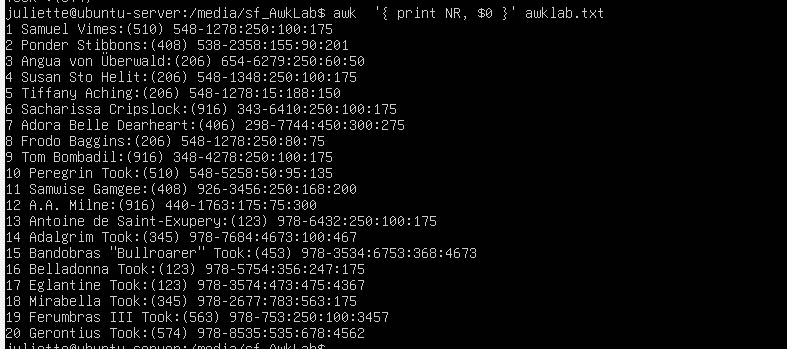 juliette@ubuntu-server:/media/sf_AwkLab$ awk  '{ print NR, $0 }' awklab.txt
1 Samuel Vimes:(510) 548-1278:250:100:175
2 Ponder Stibbons:(408) 538-2358:155:90:201
3 Angua von Überwald:(206) 654-6279:250:60:50
4 Susan Sto Helit:(206) 548-1348:250:100:175
5 Tiffany Aching:(206) 548-1278:15:188:150
6 Sacharissa Cripslock:(916) 343-6410:250:100:175
7 Adora Belle Dearheart:(406) 298-7744:450:300:275
8 Frodo Baggins:(206) 548-1278:250:80:75
9 Tom Bombadil:(916) 348-4278:250:100:175
10 Peregrin Took:(510) 548-5258:50:95:135
11 Samwise Gamgee:(408) 926-3456:250:168:200
12 A.A. Milne:(916) 440-1763:175:75:300
13 Antoine de Saint-Exupery:(123) 978-6432:250:100:175
14 Adalgrim Took:(345) 978-7684:4673:100:467
15 Bandobras "Bullroarer" Took:(453) 978-3534:6753:368:4673
16 Belladonna Took:(123) 978-5754:356:247:175
17 Eglantine Took:(123) 978-3574:473:475:4367
18 Mirabella Took:(345) 978-2677:783:563:175
19 Ferumbras III Took:(563) 978-753:250:100:3457
20 Gerontius Took:(574) 978-8535:535:678:4562
juliette@ubuntu-server:/media/sf_AwkLab$